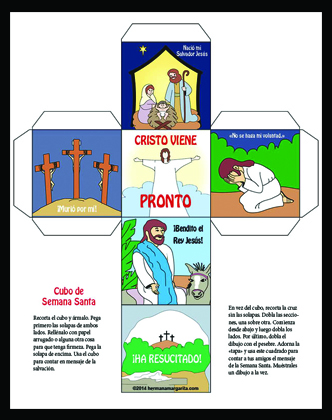 Nació mi
Salvador Jesús
CRISTO VIENE
PRONTO
¡Murió por mí!
«No se haga mi voluntad.»
¡Bendito el
Rey Jesús!
¡HA RESUCITADO!
©2014 hermanamargarita.com
Cubo de
Semana Santa
Recorta el cubo y ármalo. Pega
primero las solapas de ambos
lados. Rellénalo con papel
arrugado o alguna otra cosa
para que tenga firmeza. Pega la
solapa de encima. Usa el cubo
para contar en mensaje de la
salvación.
En vez del cubo, recorta la cruz
sin las solapas. Dobla las seccio-
nes, una sobre otra. Comienza
desde abajo y luego dobla los
lados. Por último, dobla el
dibujo con el pesebre. Adorna la
«tapa» y usa este cuadrado para
contar a tus amigos el mensaje
de la Semana Santa. Muéstrales
un dibujo a la vez.